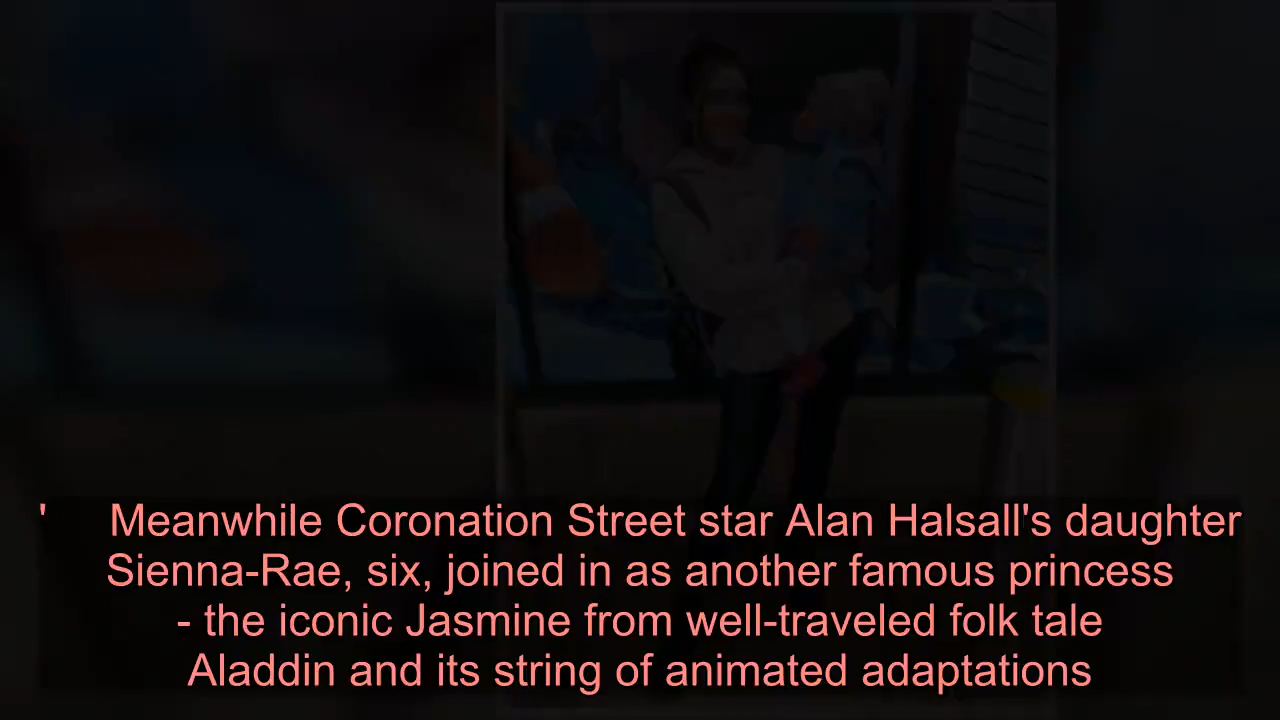 ' Meanwhile Coronation Street star Alan Halsall's daughter
Sienna-Rae, six, joined in as another famous princess
- the iconic Jasmine from well-traveled folk tale
Aladdin and its string of animated adaptations